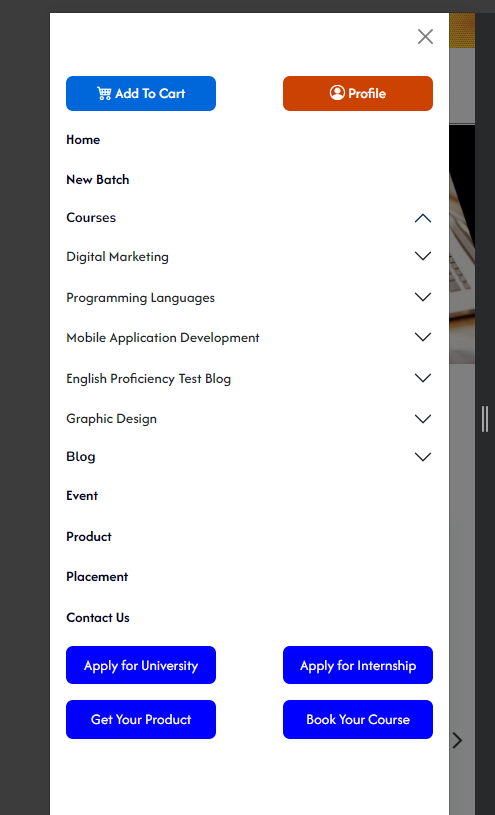 Add To Cart
Profile
Home
New Batch
Courses
Digital Marketing
Programming Languages
Mobile Application Development
English Proficiency Test Blog
Graphic Design
Blog
Event
Product
Placement
Contact Us
Apply for University
Apply for Internship
Get Your Product
Book Your Course